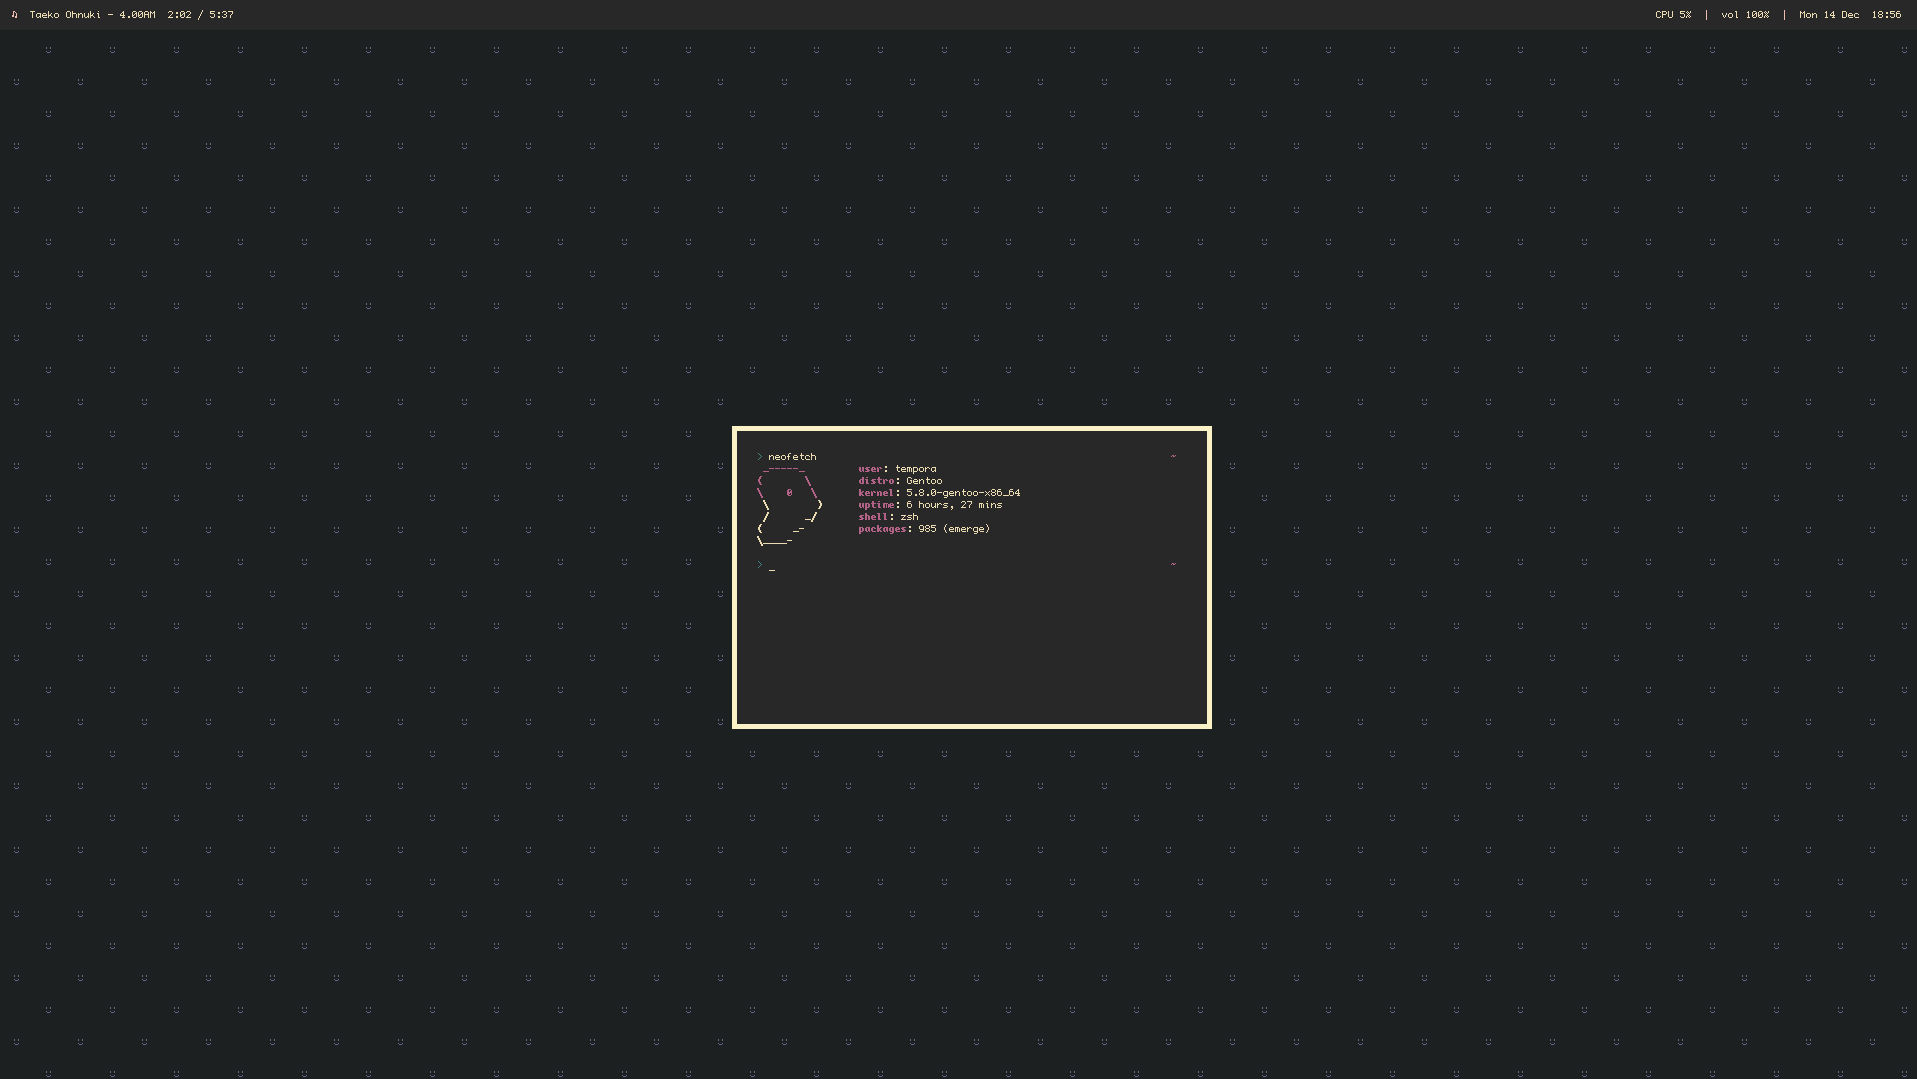 ♫ Taeko Ohnuki - 4.00AM 2:02 / 5:37
CPU 5% | vol 100% | Mon 14 Dec 18:56
> neofetch ~
user: tempora
distro: Gentoo
kernel: 5.8.0-gentoo-x86_64
uptime: 6 hours, 27 mins
shell: zsh
packages: 985 (emerge)
> _ ~